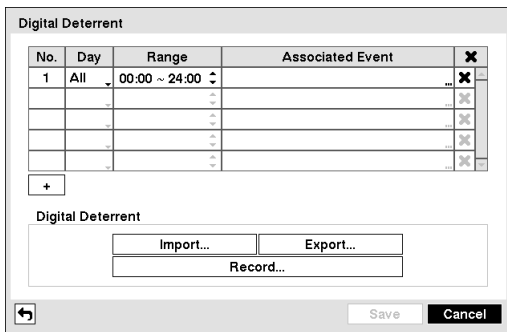 Digital Deterrent
No. Day Range Associated Event ✖
1 All 00:00 ~ 24:00 ... ✖
... ✖
... ✖
... ✖
... ✖
+
Digital Deterrent
Import... Export...
Record...
Save Cancel